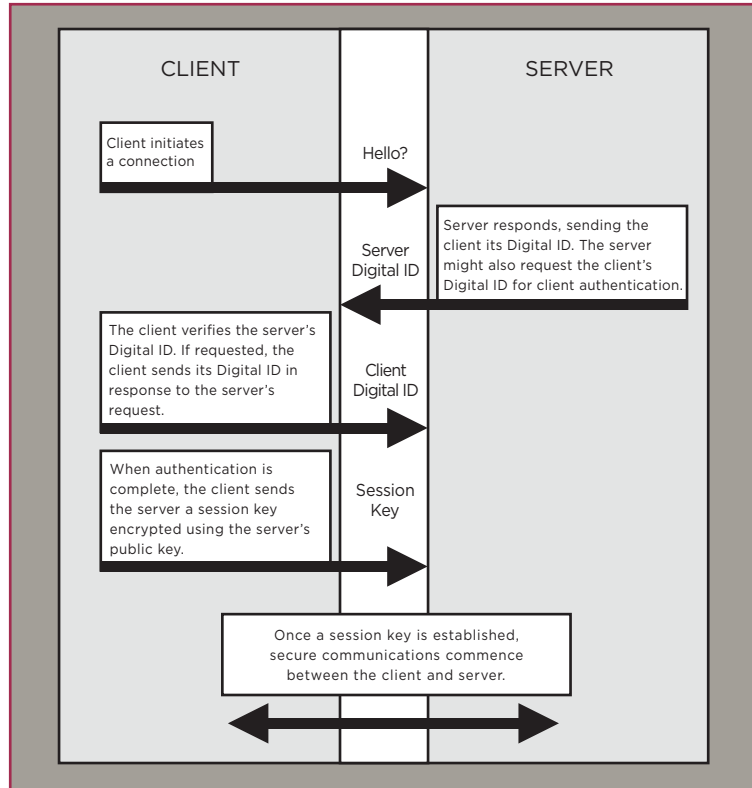 CLIENT
SERVER
Client initiates
a connection
Hello?
Server responds, sending the
client its Digital ID. The server
might also request the client’s
Digital ID for client authentication.
Server
Digital ID
The client verifies the server’s
Digital ID. If requested, the
client sends its Digital ID in
response to the server’s
request.
Client
Digital ID
When authentication is
complete, the client sends
the server a session key
encrypted using the server’s
public key.
Session
Key
Once a session key is established,
secure communications commence
between the client and server.